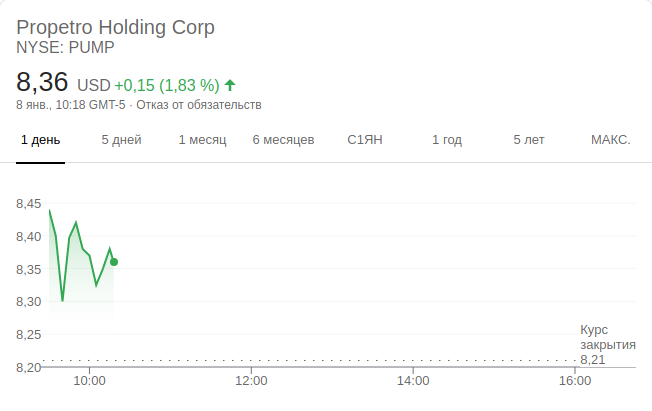 Propetro Holding Corp
NYSE: PUMP
8,36 USD +0,15 (1,83 %)
8 янв., 10:18 GMT-5 · Отказ от обязательств
1 день 5 дней 1 месяц 6 месяцев С1ЯН 1 год 5 лет МАКС.
8,45
8,40
8,35
8,30
8,25
8,20
Курс
закрытия
8,21
10:00 12:00 14:00 16:00